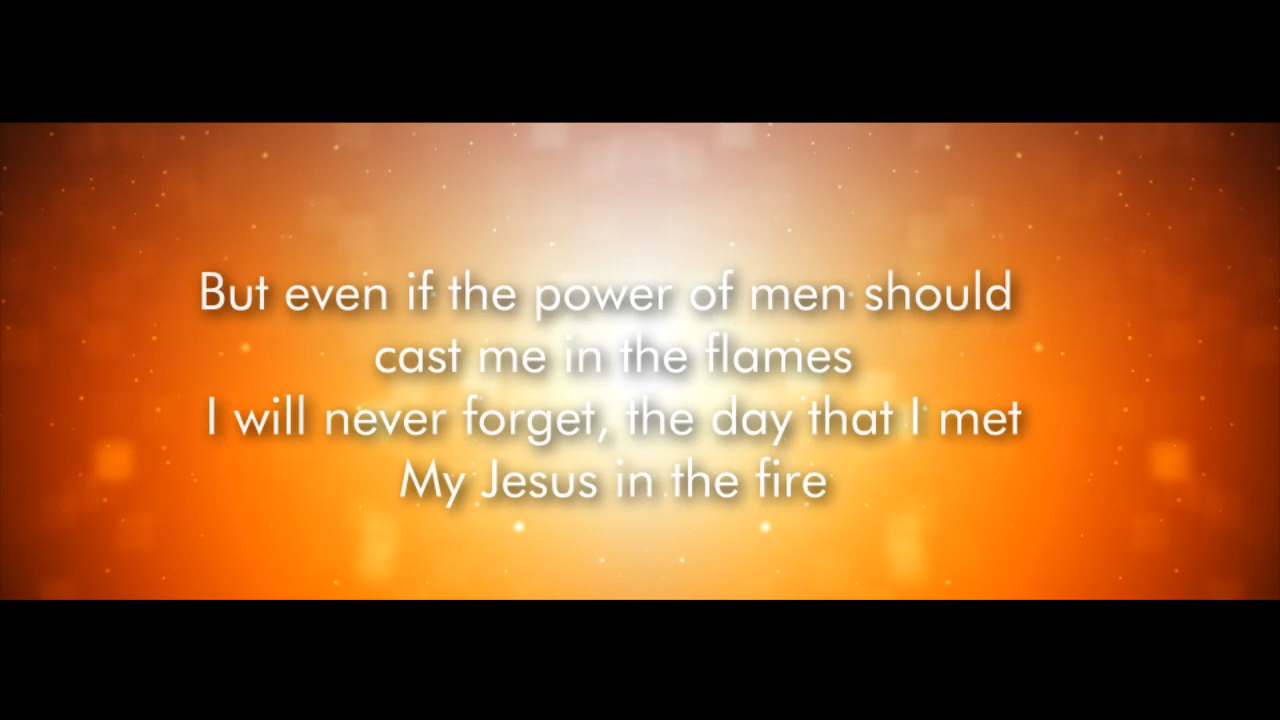 But even if the power of men should
cast me in the flames
I will never forget, the day that I met
My Jesus in the fire